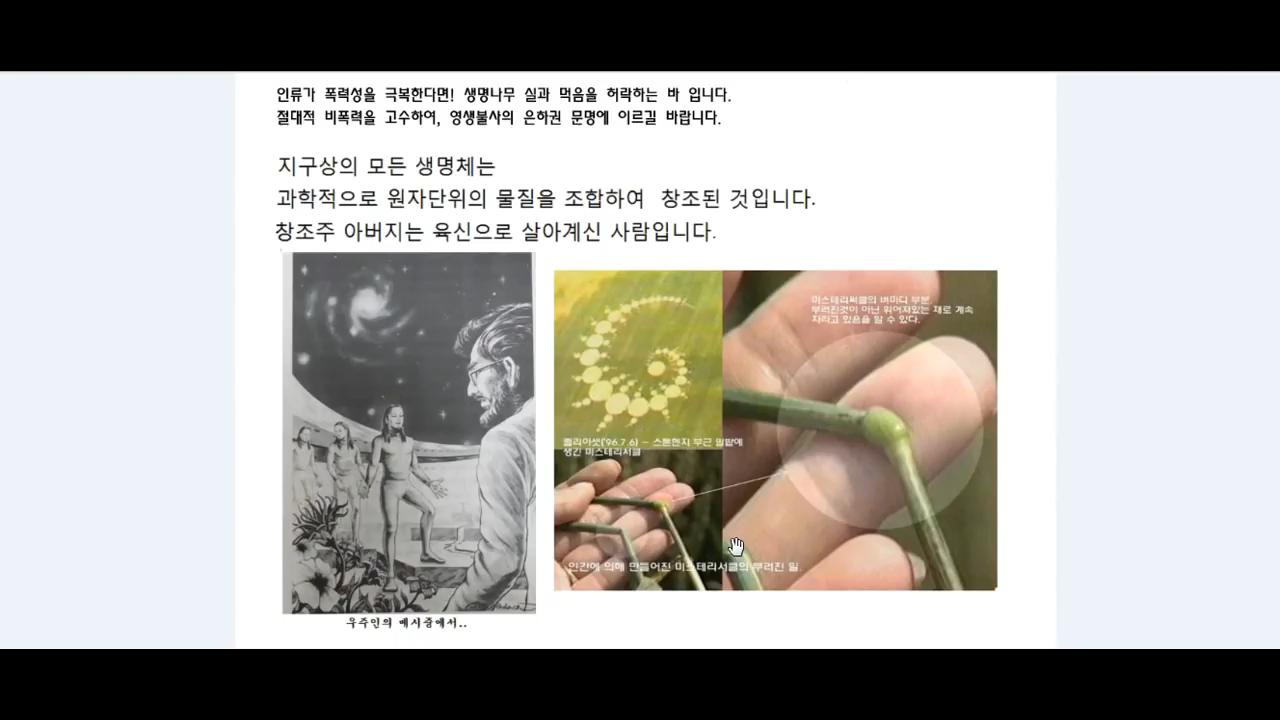 인류가 폭력성을 극복한다면! 생명나무 실과 먹음을 허락하는 바 입니다.
절대적 비폭력을 고수하여, 영생불사의 은하권 문명에 이르길 바랍니다.
지구상의 모든 생명체는
과학적으로 원자단위의 물질을 조합하여 창조된 것입니다.
창조주 아버지는 육신으로 살아계신 사람입니다.
미스테리써클의 벼마디 부분.
부러진것이 아닌 휘어져있는 채로 계속
자라고 있음을 알 수 있다.
줄리아셋('96.7.6) - 스톤헨지 부근 밀밭에
생긴 미스테리서클
인간에 의해 만들어진 미스테리서클의 부러진 밀.
우주인의 메시중에서..